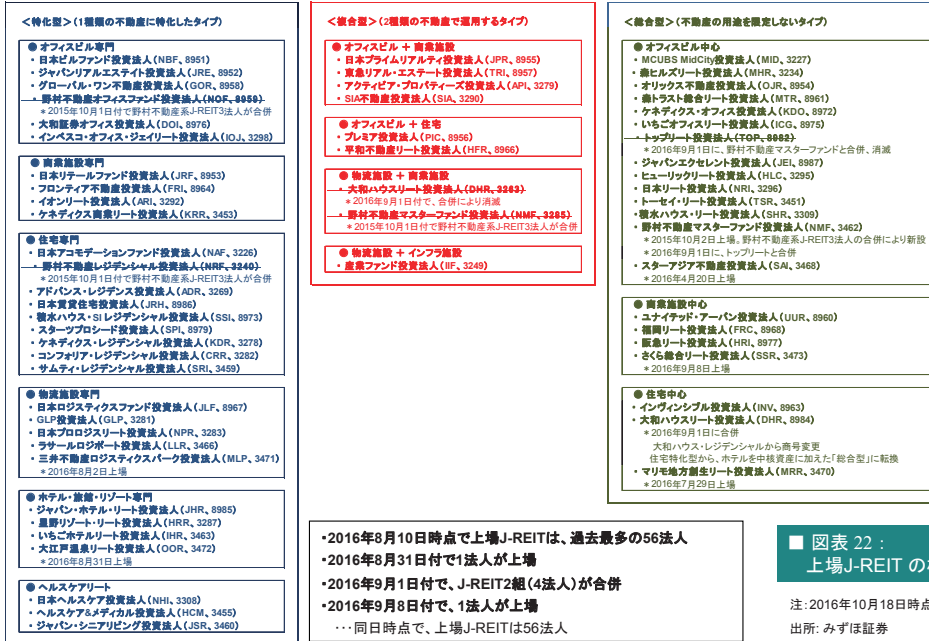 ＜特化型＞（1種類の不動産に特化したタイプ）
● オフィスビル専門
・日本ビルファンド投資法人（NBF、8951）
・ジャパンリアルエステイト投資法人（JRE、8952）
・グローバル・ワン不動産投資法人（GOR、8958）
・野村不動産オフィスファンド投資法人（NOF、8959）
＊2015年10月1日付で野村不動産系J-REIT3法人が合併
・大和証券オフィス投資法人（DOI、8976）
・インベスコ・オフィス・ジェイリート投資法人（IOJ、3298）
● 商業施設専門
・日本リテールファンド投資法人（JRF、8953）
・フロンティア不動産投資法人（FRI、8964）
・イオンリート投資法人（ARI、3292）
・ケネディクス商業リート投資法人（KRR、3453）
● 住宅専門
・日本アコモデーションファンド投資法人（NAF、3226）
・野村不動産レジデンシャル投資法人（NRF、3240）
＊2015年10月1日付で野村不動産系J-REIT3法人が合併
・アドバンス・レジデンス投資法人（ADR、3269）
・日本賃貸住宅投資法人（JRH、8986）
・積水ハウス・SI レジデンシャル投資法人（SSI、8973）
・スターツプロシード投資法人（SPI、8979）
・ケネディクス・レジデンシャル投資法人（KDR、3278）
・コンフォリア・レジデンシャル投資法人（CRR、3282）
・サムティ・レジデンシャル投資法人（SRI、3459）
● 物流施設専門
・日本ロジスティクスファンド投資法人（JLF、8967）
・GLP投資法人（GLP、3281）
・日本プロロジスリート投資法人（NPR、3283）
・ラサールロジポート投資法人（LLR、3466）
・三井不動産ロジスティクスパーク投資法人（MLP、3471）
＊2016年8月2日上場
● ホテル・旅館・リゾート専門
・ジャパン・ホテル・リート投資法人（JHR、8985）
・星野リゾート・リート投資法人（HRR、3287）
・いちごホテルリート投資法人（IHR、3463）
・大江戸温泉リート投資法人（OOR、3472）
＊2016年8月31日上場
● ヘルスケアリート
・日本ヘルスケア投資法人（NHI、3308）
・ヘルスケア&メディカル投資法人（HCM、3455）
・ジャパン・シニアリビング投資法人（JSR、3460）
＜複合型＞（2種類の不動産で運用するタイプ）
● オフィスビル ＋ 商業施設
・日本プライムリアルティ投資法人（JPR、8955）
・東急リアル・エステート投資法人（TRI、8957）
・アクティビア・プロパティーズ投資法人（API、3279）
・SIA不動産投資法人（SIA、3290）
● オフィスビル ＋ 住宅
・プレミア投資法人（PIC、8956）
・平和不動産リート投資法人（HFR、8966）
● 物流施設 ＋ 商業施設
・大和ハウスリート投資法人（DHR、3263）
＊2016年9月1日付で、合併により消滅
・野村不動産マスターファンド投資法人（NMF、3285）
＊2015年10月1日付で野村不動産系J-REIT3法人が合併
● 物流施設 ＋ インフラ施設
・産業ファンド投資法人（IIF、3249）
＜総合型＞（不動産の用途を限定しないタイプ）
● オフィスビル中心
・MCUBS MidCity投資法人（MID、3227）
・森ヒルズリート投資法人（MHR、3234）
・オリックス不動産投資法人（OJR、8954）
・森トラスト総合リート投資法人（MTR、8961）
・ケネディクス・オフィス投資法人（KDO、8972）
・いちごオフィスリート投資法人（ICG、8975）
・トップリート投資法人（TOP、8982）
＊2016年9月1日に、野村不動産マスターファンドと合併、消滅
・ジャパンエクセレント投資法人（JEI、8987）
・ヒューリックリート投資法人（HLC、3295）
・日本リート投資法人（NRI、3296）
・トーセイ・リート投資法人（TSR、3451）
・積水ハウス・リート投資法人（SHR、3309）
・野村不動産マスターファンド投資法人（NMF、3462）
＊2015年10月2日上場。野村不動産系J-REIT3法人の合併により新設
＊2016年9月1日に、トップリートと合併
・スターアジア不動産投資法人（SAI、3468）
＊2016年4月20日上場
● 商業施設中心
・ユナイテッド・アーバン投資法人（UUR、8960）
・福岡リート投資法人（FRC、8968）
・阪急リート投資法人（HRI、8977）
・さくら総合リート投資法人（SSR、3473）
＊2016年9月8日上場
● 住宅中心
・インヴィンシブル投資法人（INV、8963）
・大和ハウスリート投資法人（DHR、8984）
＊2016年9月1日に合併
大和ハウス・レジデンシャルから商号変更
住宅特化型から、ホテルを中核資産に加えた「総合型」に転換
・マリモ地方創生リート投資法人（MRR、3470）
＊2016年7月29日上場
・2016年8月10日時点で上場J-REITは、過去最多の56法人
・2016年8月31日付で1法人が上場
・2016年9月1日付で、J-REIT2組（4法人）が合併
・2016年9月8日付で、1法人が上場
･･･同日時点で、上場J-REITは56法人
■ 図表 22：
上場J-REIT の
注：2016年10月18日時点
出所：みずほ証券